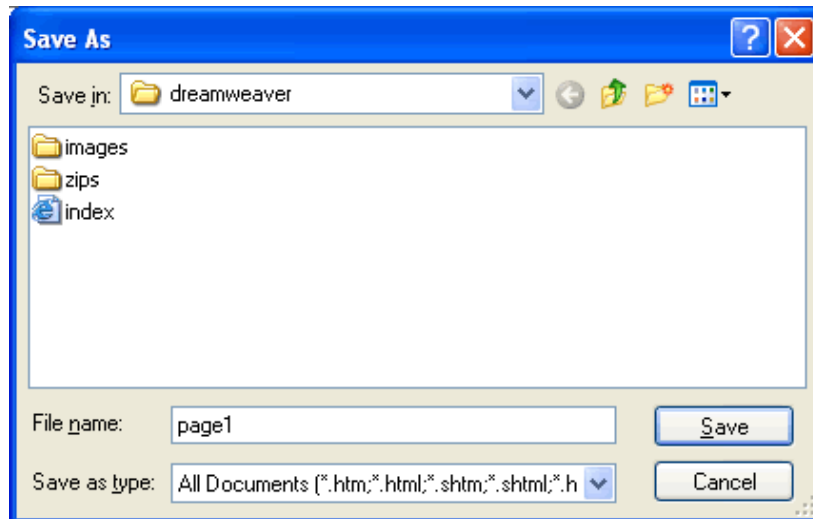 Save As
Save in: dreamweaver
images
zips
index
File name: page1 Save
Save as type: All Documents (*.htm;*.html;*.shtm;*.shtml;*.h Cancel